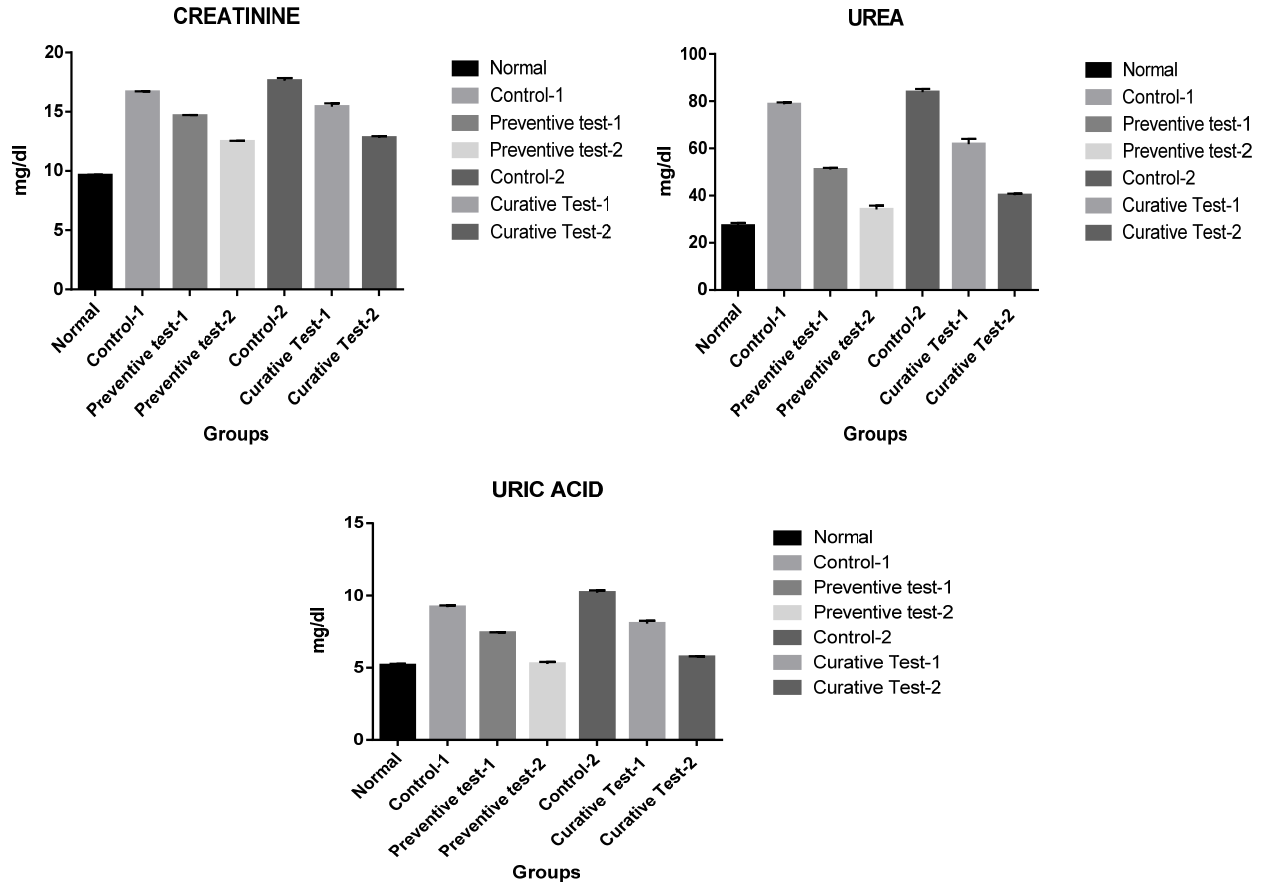 CREATININE
20
15
10
5
0
mg/dl
Normal
Control-1
Preventive test-1
Preventive test-2
Control-2
Curative Test-1
Curative Test-2
Groups
Normal
Control-1
Preventive test-1
Preventive test-2
Control-2
Curative Test-1
Curative Test-2
UREA
100
80
60
40
20
0
mg/dl
Normal
Control-1
Preventive test-1
Preventive test-2
Control-2
Curative Test-1
Curative Test-2
Groups
Normal
Control-1
Preventive test-1
Preventive test-2
Control-2
Curative Test-1
Curative Test-2
URIC ACID
15
10
5
0
mg/dl
Normal
Control-1
Preventive test-1
Preventive test-2
Control-2
Curative Test-1
Curative Test-2
Groups
Normal
Control-1
Preventive test-1
Preventive test-2
Control-2
Curative Test-1
Curative Test-2